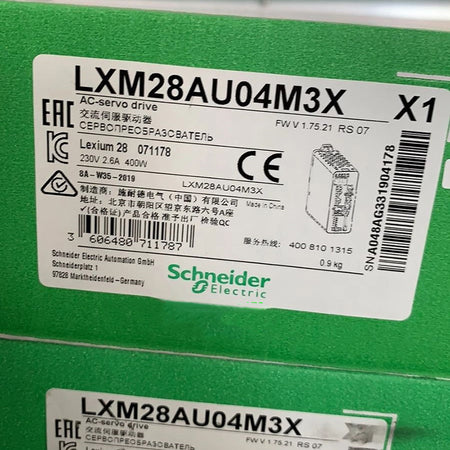 LXM28AU04M3X X1
AC-servo drive
交流伺服驱动器
СЕРВОПРЕОБРАЗОВАТЕЛЬ
FW V 1.75.21 RS 07
EAC
Lexium 28 071178
230V 2.6A 400W
8A-W35-2019
LXM28AU04M3X
CE
制造商：施耐德电气（中国）有限公司
Made in China
地址：北京市朝阳区望京东路六号A座
✓(合格证)产品合格准予出厂 检验QC
服务热线: 400 810 1315
0.9 kg
3 606480 711787
SNA048AG331904178
Schneider Electric Automation GmbH
Schneiderplatz 1
97828 Marktheidenfeld - Germany
Schneider
Electric
LXM28AU04M3X
AC-servo drive
交流伺服驱动器
СЕРВОПРЕОБРАЗОВАТЕЛЬ
FW V 1.75.21 RS 07
EAC